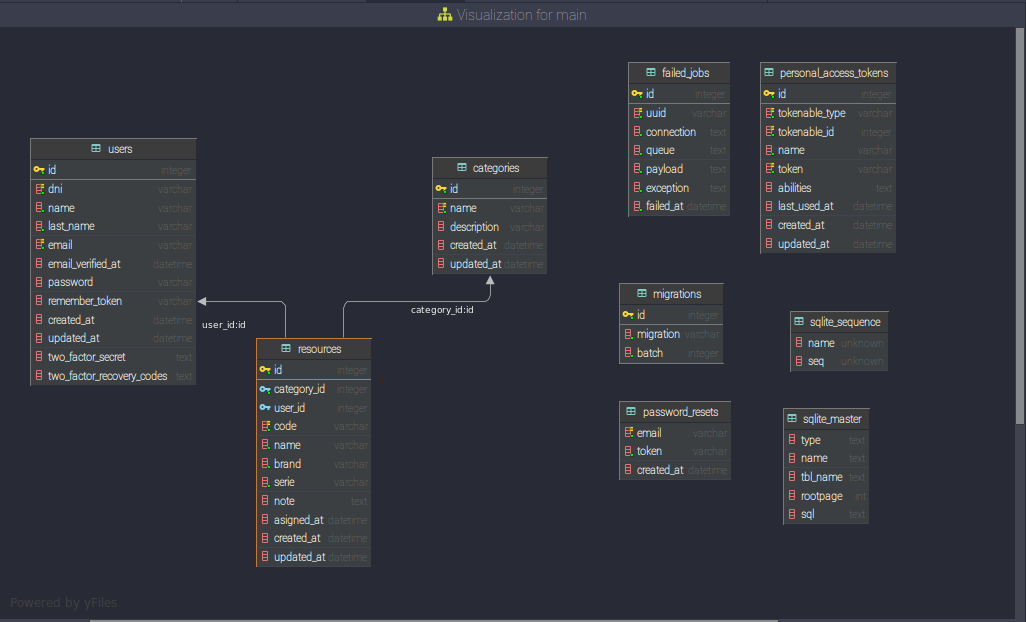 Visualization for main
users
id integer
dni varchar
name varchar
last_name varchar
email varchar
email_verified_at datetime
password varchar
remember_token varchar
created_at datetime
updated_at datetime
two_factor_secret text
two_factor_recovery_codes text
user_id:id
categories
id integer
name varchar
description varchar
created_at datetime
updated_at datetime
category_id:id
resources
id integer
category_id integer
user_id integer
code varchar
name varchar
brand varchar
serie varchar
note text
asigned_at datetime
created_at datetime
updated_at datetime
failed_jobs
id integer
uuid varchar
connection text
queue text
payload text
exception text
failed_at datetime
personal_access_tokens
id integer
tokenable_type varchar
tokenable_id integer
name varchar
token varchar
abilities text
last_used_at datetime
created_at datetime
updated_at datetime
migrations
id integer
migration varchar
batch integer
sqlite_sequence
name unknown
seq unknown
password_resets
email varchar
token varchar
created_at datetime
sqlite_master
type text
name text
tbl_name text
rootpage int
sql text
Powered by yFiles